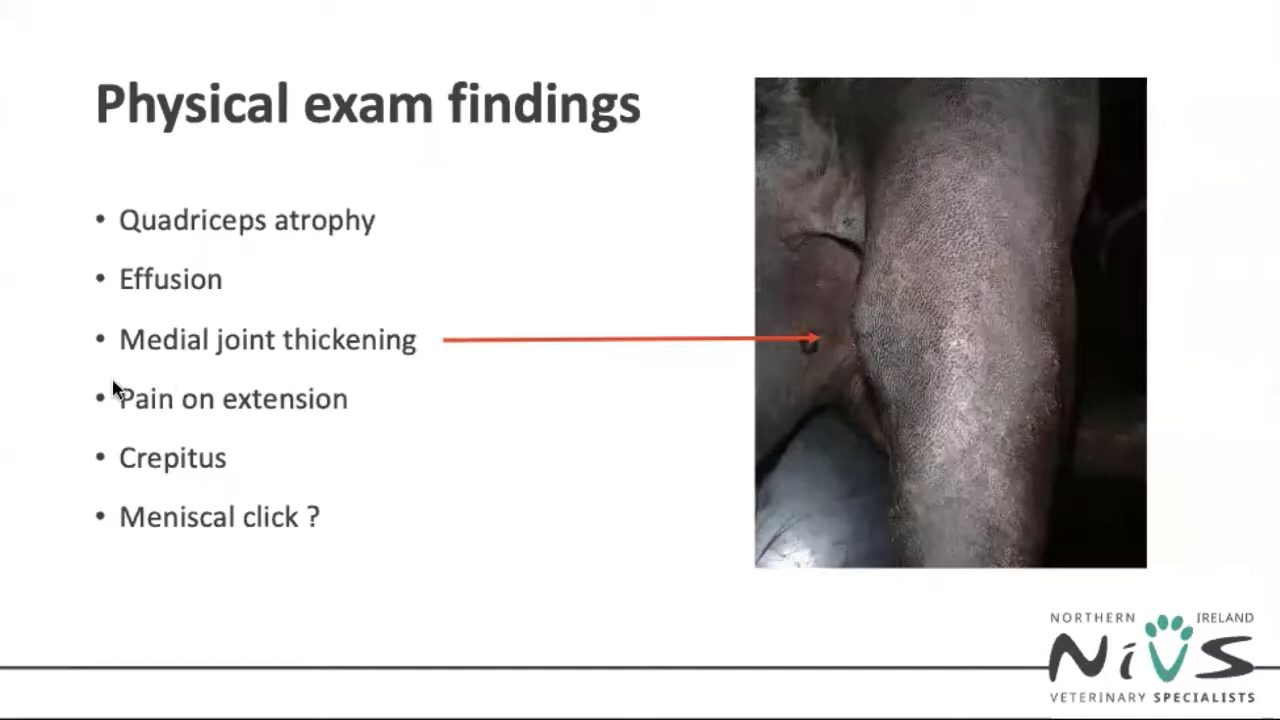 Physical exam findings
• Quadriceps atrophy
• Effusion
• Medial joint thickening
• Pain on extension
• Crepitus
• Meniscal click ?
NORTHERN IRELAND
NiVS
VETERINARY SPECIALISTS